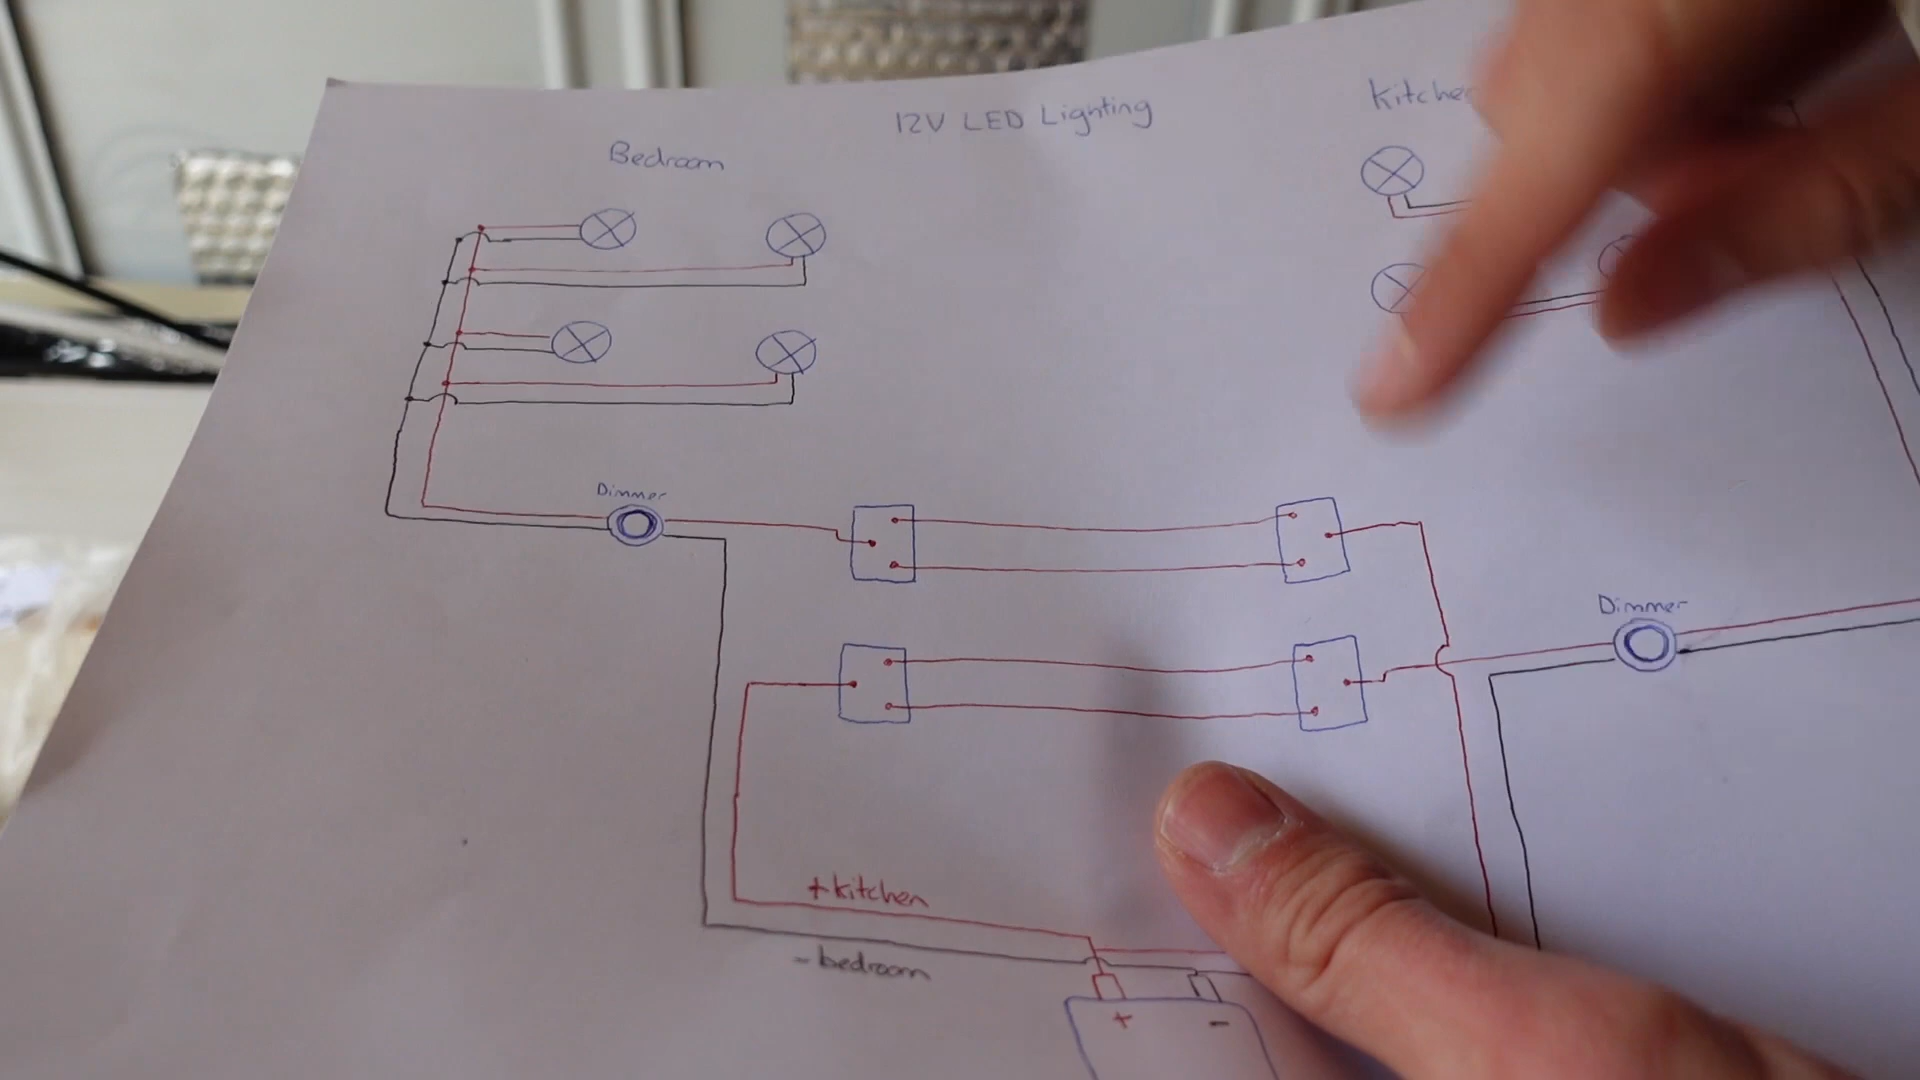 12V LED Lighting
Bedroom
Dimmer
Dimmer
+kitchen
- bedroom
+ -